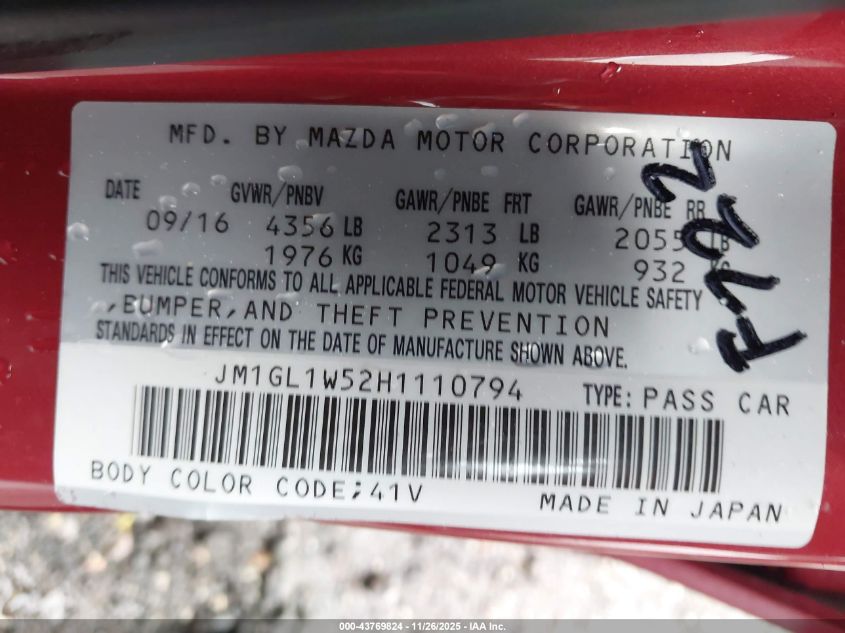 MFD. BY MAZDA MOTOR CORPORATION
DATE GVWR/PNBV GAWR/PNBE FRT GAWR/PNBE RR
09/16 4356 LB 2313 LB 2055 LB
1976 KG 1049 KG 932 KG
THIS VEHICLE CONFORMS TO ALL APPLICABLE FEDERAL MOTOR VEHICLE SAFETY
,BUMPER,AND THEFT PREVENTION
STANDARDS IN EFFECT ON THE DATE OF MANUFACTURE SHOWN ABOVE.
JM1GL1W52H1110794 TYPE: PASS CAR
BODY COLOR CODE;41V
MADE IN JAPAN
000-43769824 - 11/26/2025 - IAA Inc.